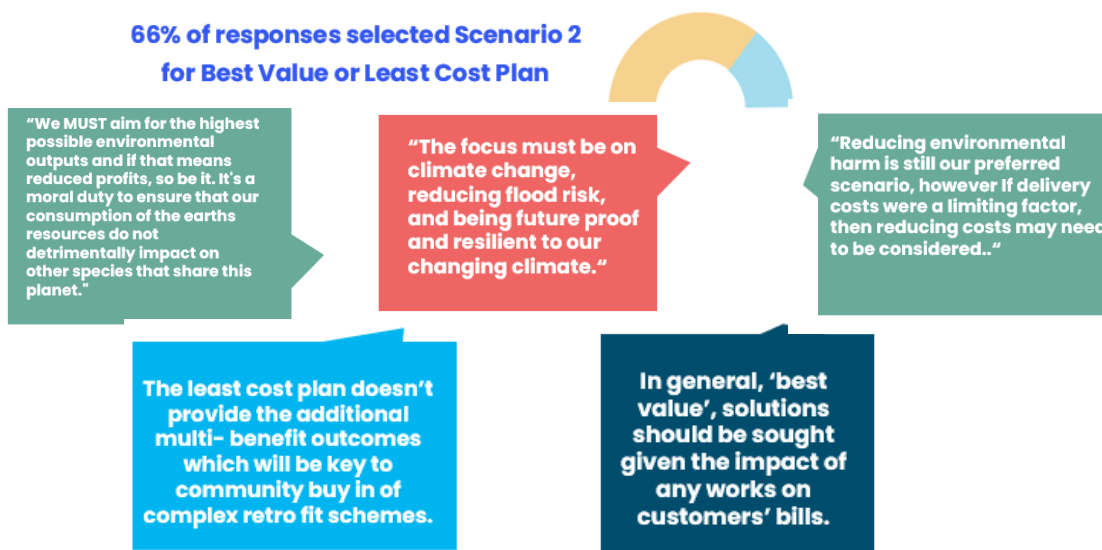 66% of responses selected Scenario 2
for Best Value or Least Cost Plan
“We MUST aim for the highest
possible environmental
outputs and if that means
reduced profits, so be it. It's a
moral duty to ensure that our
consumption of the earths
resources do not
detrimentally impact on
other species that share this
planet."
“The focus must be on
climate change,
reducing flood risk,
and being future proof
and resilient to our
changing climate.“
“Reducing environmental
harm is still our preferred
scenario, however If delivery
costs were a limiting factor,
then reducing costs may need
to be considered..“
The least cost plan doesn’t
provide the additional
multi- benefit outcomes
which will be key to
community buy in of
complex retro fit schemes.
In general, ‘best
value’, solutions
should be sought
given the impact of
any works on
customers’ bills.